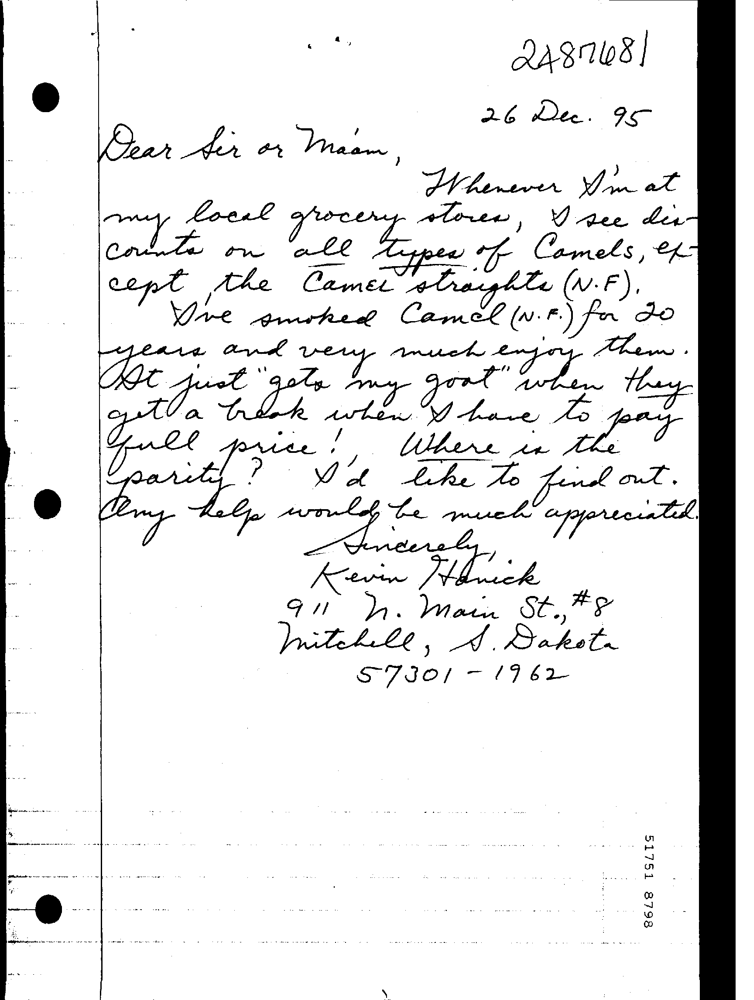 2487681
26 Dec. 95
Dear Sir or Ma'am,
Whenever I'm at
my local grocery stores, I see dis-
counts on all types of Camels, ex-
cept the Camel straights (N.F).
I've smoked Camel (N.F.) for 20
years and very much enjoy them.
It just "gets my goat" when they
get a break when I have to pay
full price! Where is the
parity? I'd like to find out.
Any help would be much appreciated.
Sincerely,
Kevin Hanick
911 N. Main St., #8
Mitchell, S. Dakota
57301-1962
51751 8798